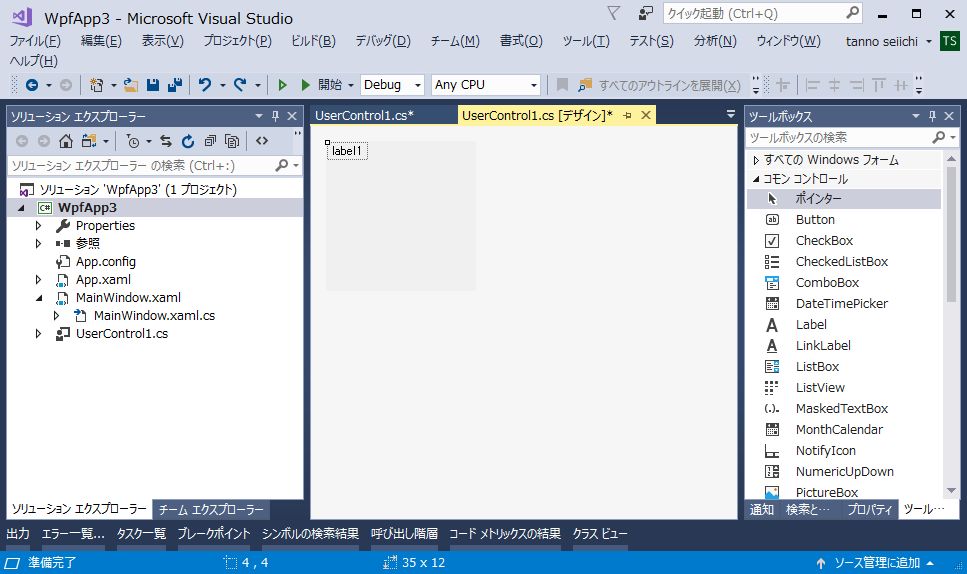 WpfApp3 - Microsoft Visual Studio
クイック起動 (Ctrl+Q)
ファイル(F) 編集(E) 表示(V) プロジェクト(P) ビルド(B) デバッグ(D) チーム(M) 書式(O) ツール(T) テスト(S) 分析(N) ウィンドウ(W) tanno seiichi TS
ヘルプ(H)
開始 Debug Any CPU すべてのアウトラインを展開(X)
ソリューション エクスプローラー
ソリューション エクスプローラー の検索 (Ctrl+:)
ソリューション 'WpfApp3' (1 プロジェクト)
C# WpfApp3
Properties
参照
App.config
App.xaml
MainWindow.xaml
MainWindow.xaml.cs
UserControl1.cs
ソリューション エクスプローラー チーム エクスプローラー
UserControl1.cs* UserControl1.cs [デザイン]*
label1
ツールボックス
ツールボックスの検索
すべての Windows フォーム
コモン コントロール
ポインター
Button
CheckBox
CheckedListBox
ComboBox
DateTimePicker
Label
LinkLabel
ListBox
ListView
MaskedTextBox
MonthCalendar
NotifyIcon
NumericUpDown
PictureBox
通知 検索と… プロパティ ツール…
出力 エラー一覧... タスク一覧 ブレークポイント シンボルの検索結果 呼び出し階層 コード メトリックスの結果 クラス ビュー
準備完了 4 , 4 35 x 12 ソース管理に追加